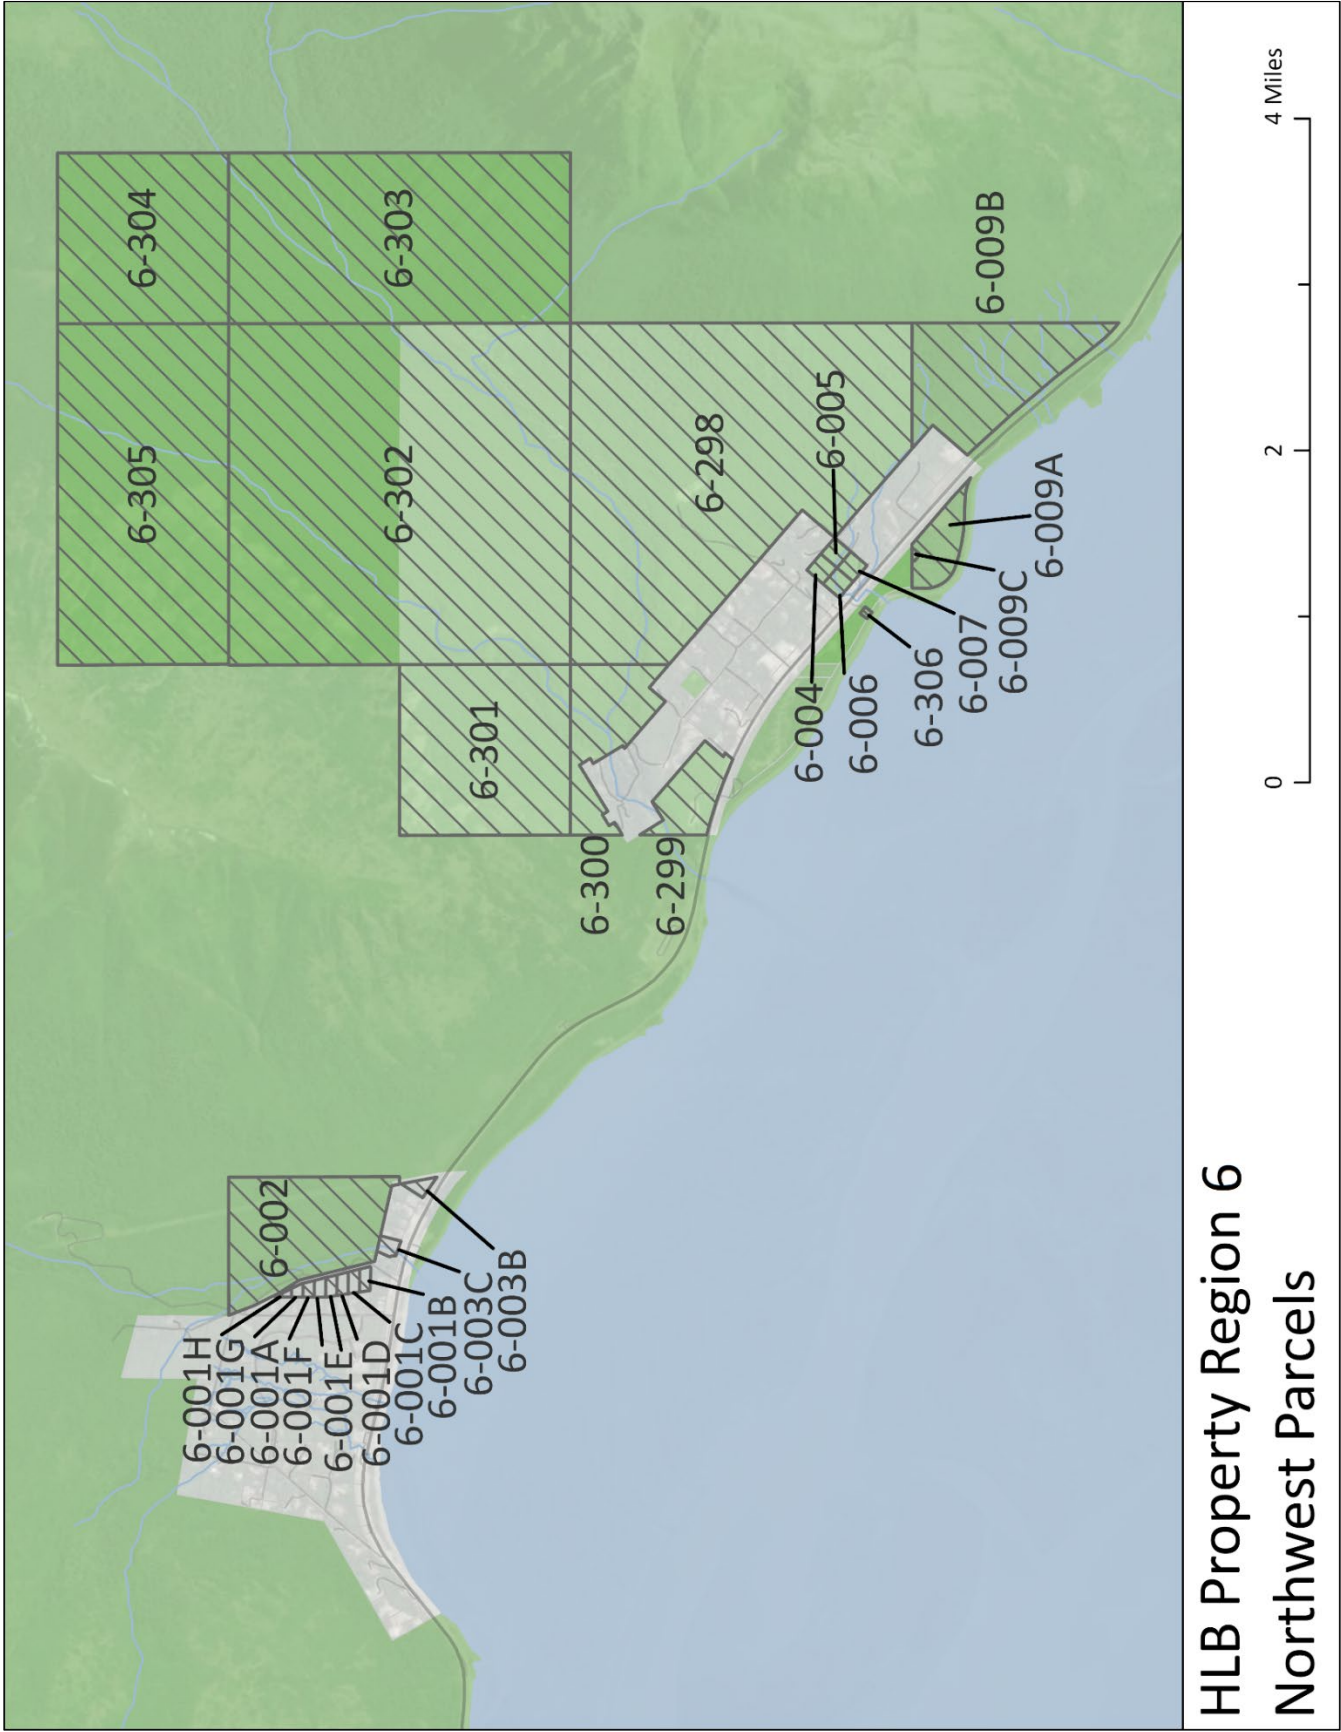 6-304
6-303
6-305
6-302
6-009B
6-298
6-005
6-301
6-009A
6-009C
6-007
6-306
6-006
6-004
6-300
6-299
6-002
6-001H
6-001G
6-001A
6-001F
6-001E
6-001D
6-001C
6-001B
6-003C
6-003B
HLB Property Region 6
Northwest Parcels
0 2 4 Miles